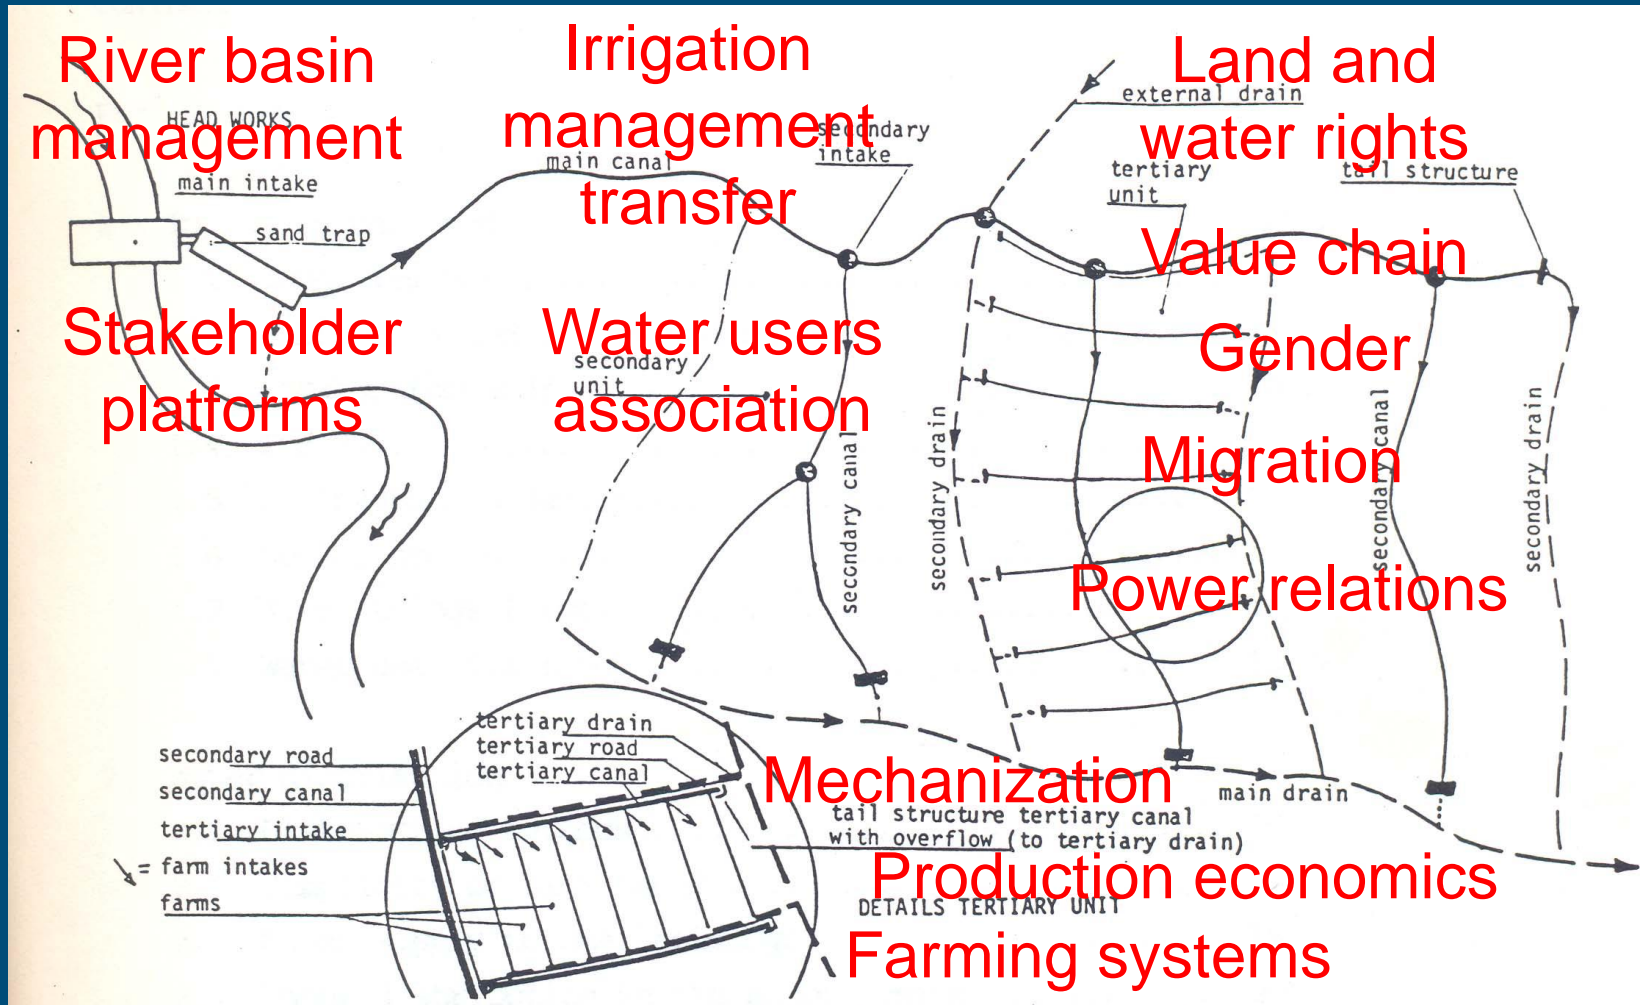 River basin
management
HEAD WORKS
main intake
sand trap
Stakeholder
platforms
Irrigation
management
transfer
main canal
secondary
intake
Water users
association
secondary
unit
secondary canal
Land and
water rights
external drain
tertiary
unit
tail structure
Value chain
Gender
Migration
Power relations
secondary drain
secondary canal
secondary drain
Mechanization
main drain
tail structure tertiary canal
with overflow (to tertiary drain)
Production economics
DETAILS TERTIARY UNIT
Farming systems
tertiary drain
tertiary road
tertiary canal
secondary road
secondary canal
tertiary intake
= farm intakes
farms